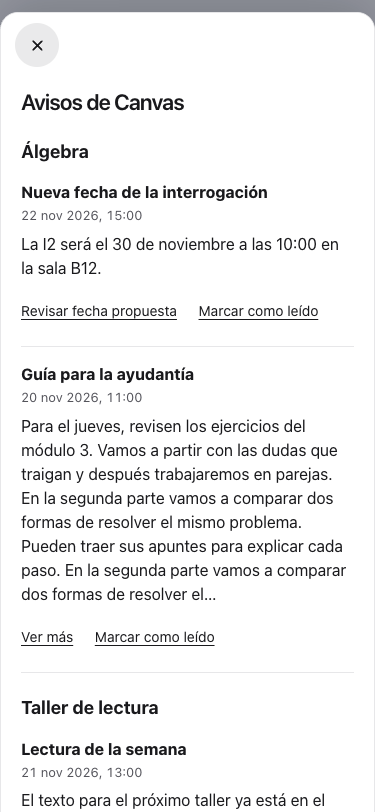 Avisos de Canvas
Álgebra
Nueva fecha de la interrogación
22 nov 2026, 15:00
La I2 será el 30 de noviembre a las 10:00 en
la sala B12.
Revisar fecha propuesta Marcar como leído
Guía para la ayudantía
20 nov 2026, 11:00
Para el jueves, revisen los ejercicios del
módulo 3. Vamos a partir con las dudas que
traigan y después trabajaremos en parejas.
En la segunda parte vamos a comparar dos
formas de resolver el mismo problema.
Pueden traer sus apuntes para explicar cada
paso. En la segunda parte vamos a comparar
dos formas de resolver el...
Ver más Marcar como leído
Taller de lectura
Lectura de la semana
21 nov 2026, 13:00
El texto para el próximo taller ya está en el